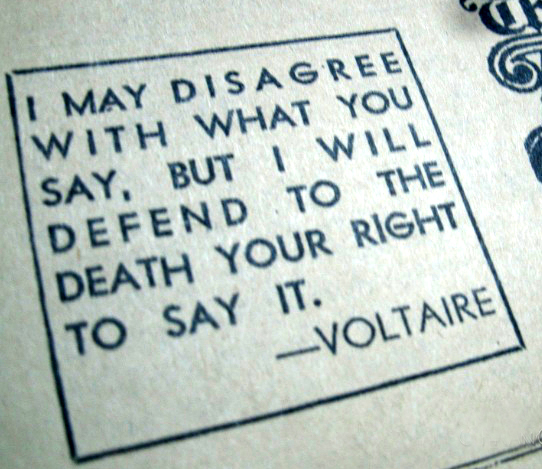 I MAY DISAGREE
WITH WHAT YOU
SAY, BUT I WILL
DEFEND TO THE
DEATH YOUR RIGHT
TO SAY IT.
—VOLTAIRE